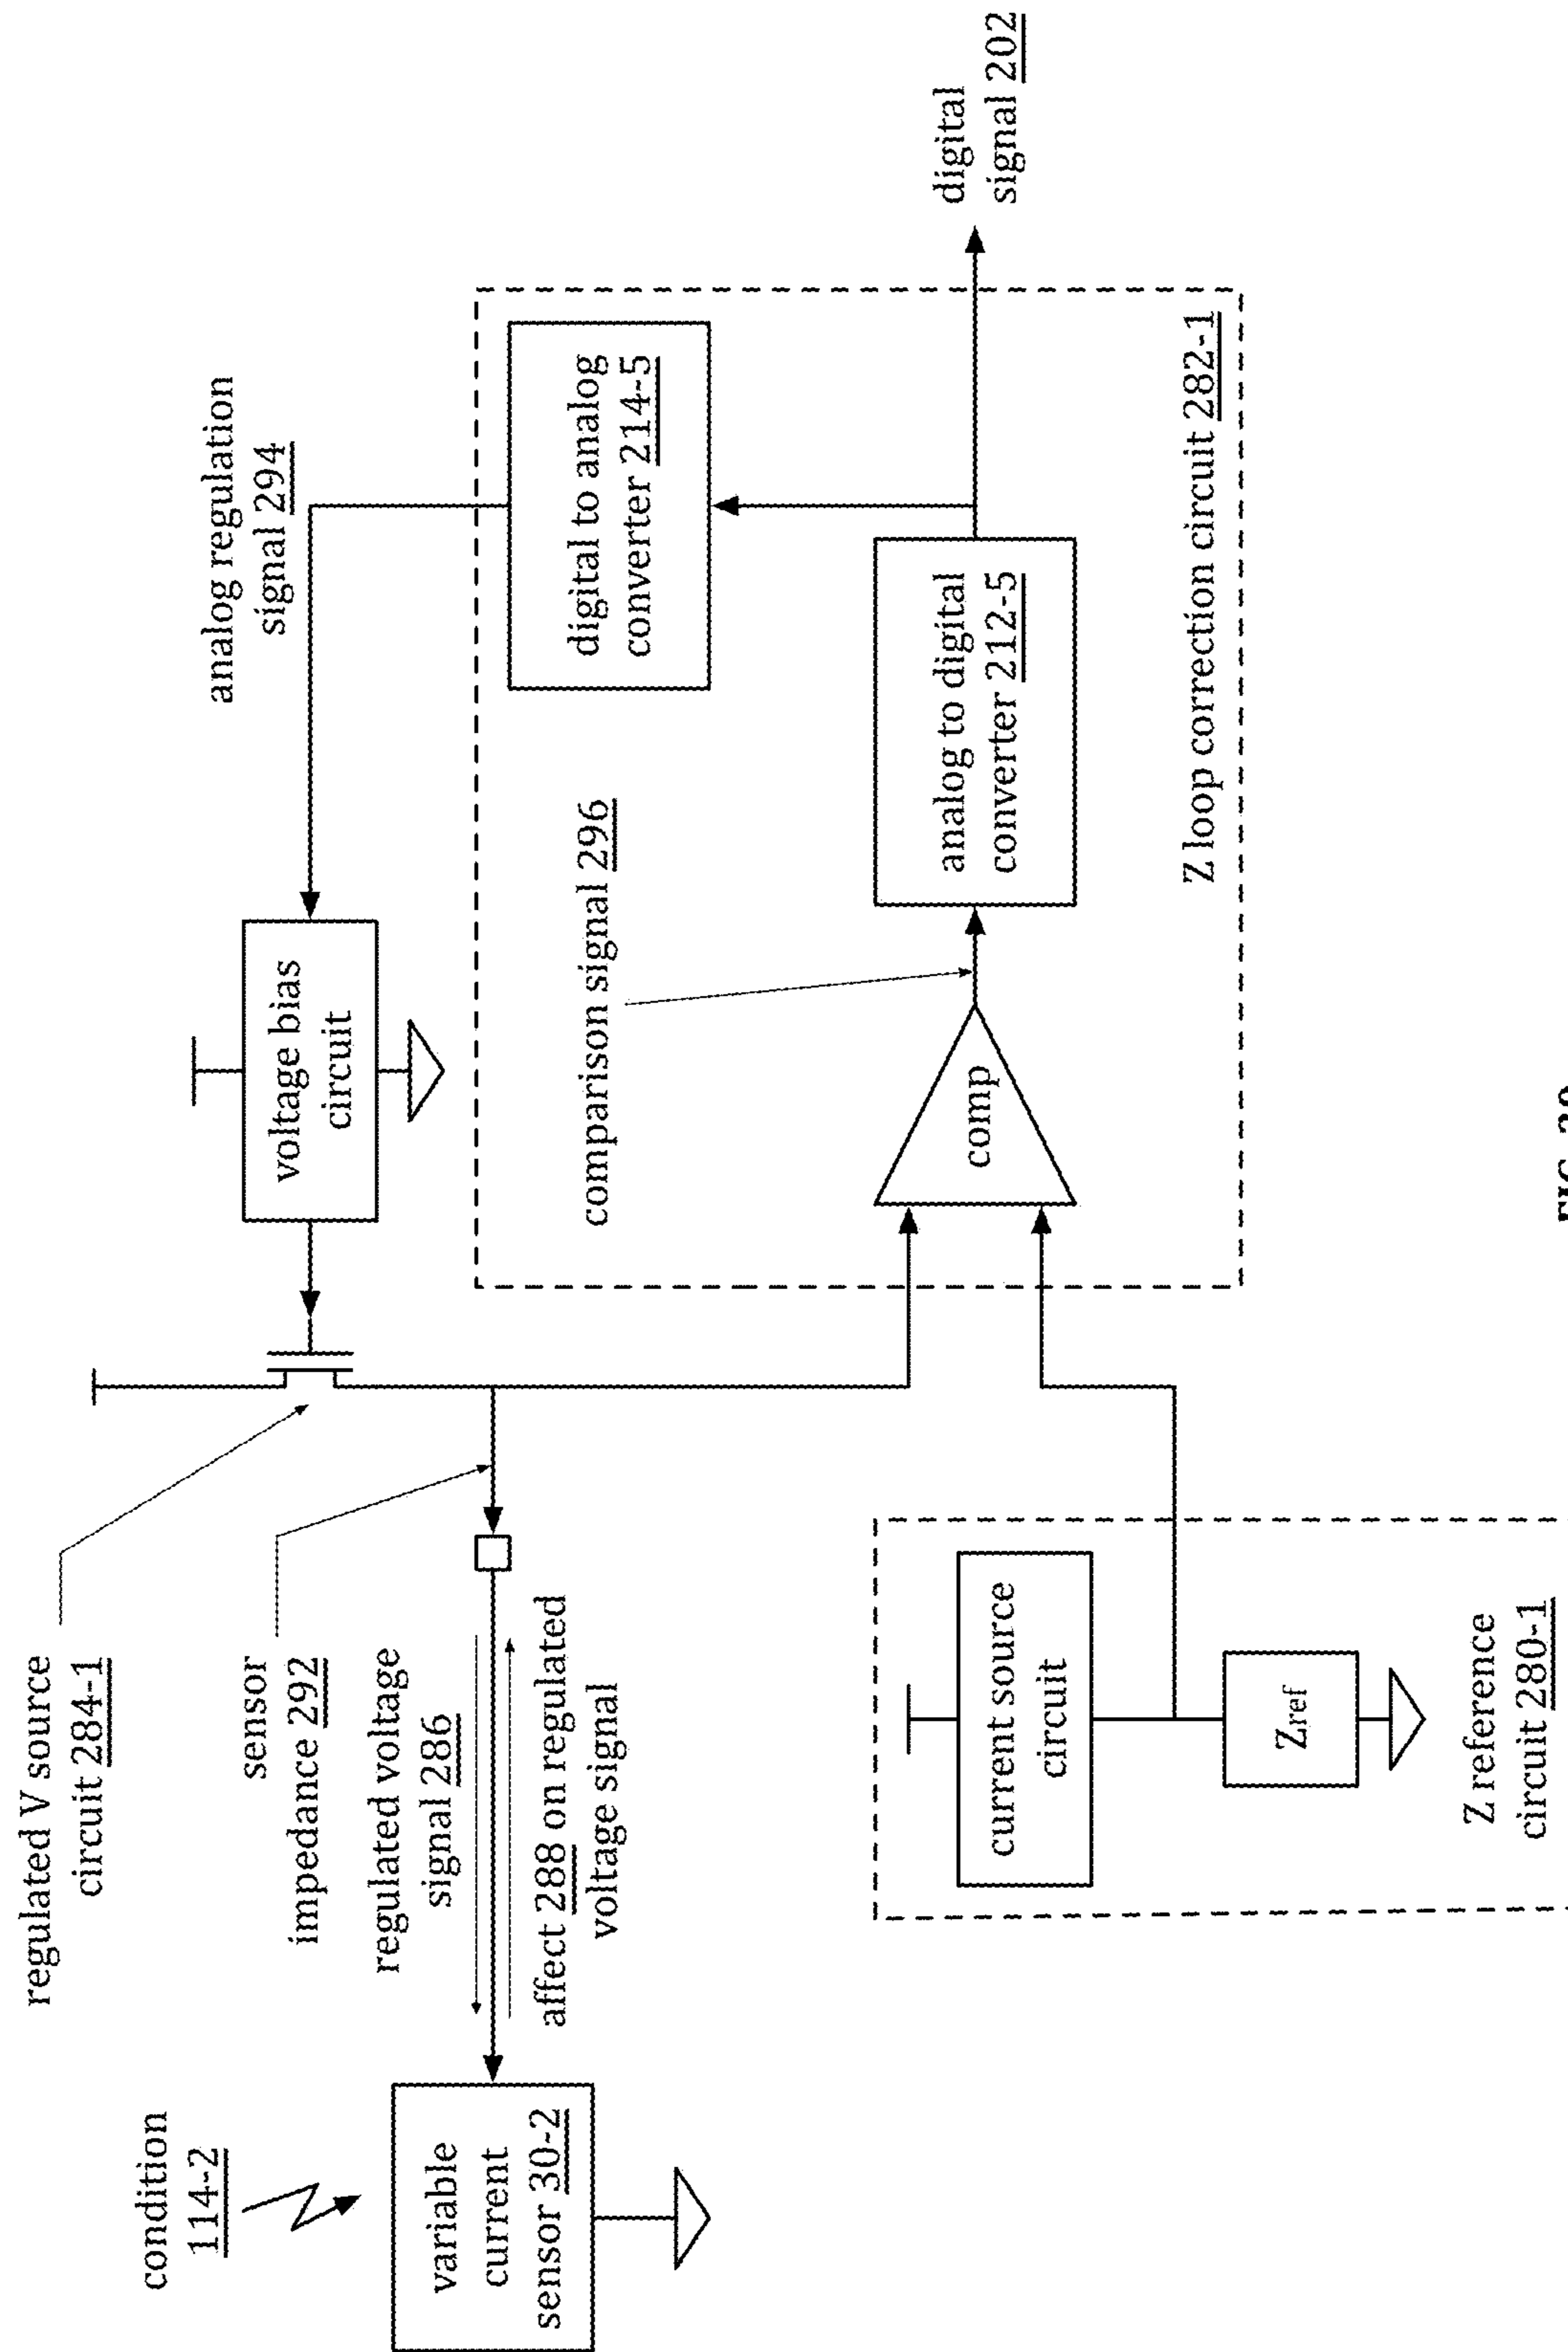 regulated V source
circuit 284-1
condition
114-2
sensor
impedance 292
regulated voltage
signal 286
affect 288 on regulated
voltage signal
variable
current
sensor 30-2
voltage bias
circuit
analog regulation
signal 294
comparison signal 296
digital to analog
converter 214-5
comp
analog to digital
converter 212-5
digital
signal 202
Z loop correction circuit 282-1
current source
circuit
Zref
Z reference
circuit 280-1
FIG.